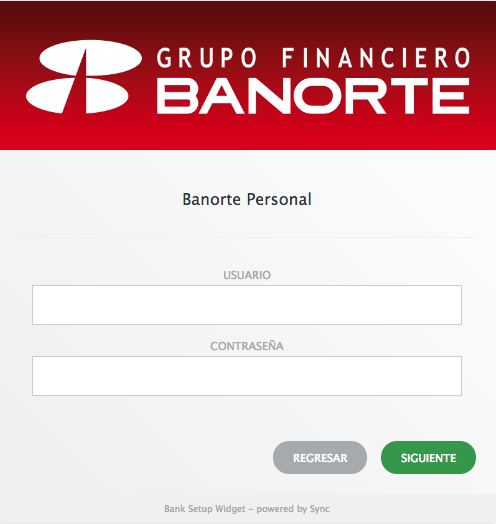 GRUPO FINANCIERO
BANORTE
Banorte Personal
USUARIO
CONTRASEÑA
REGRESAR
SIGUIENTE
Bank Setup Widget - powered by Sync